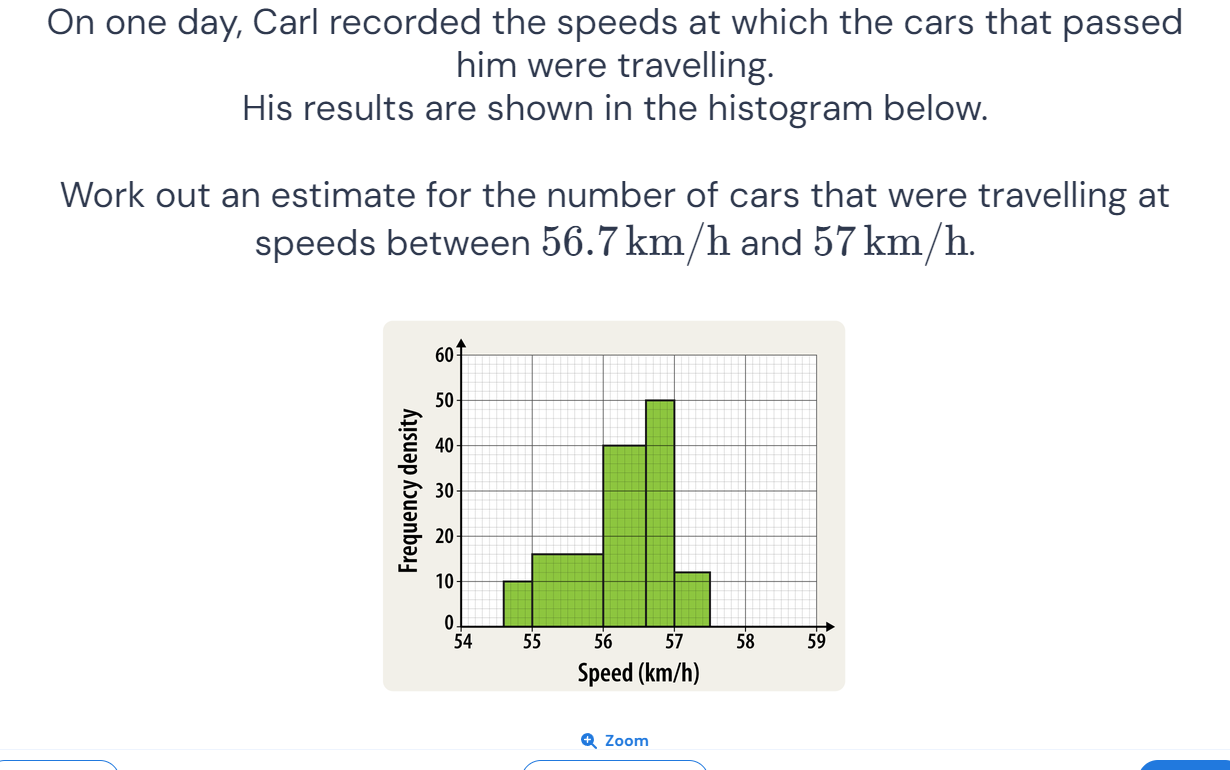 On one day, Carl recorded the speeds at which the cars that passed
him were travelling.
His results are shown in the histogram below.
Work out an estimate for the number of cars that were travelling at
speeds between 56.7 km/h and 57 km/h.
60
50
40
30
20
10
0
Frequency density
54 55 56 57 58 59
Speed (km/h)
Zoom